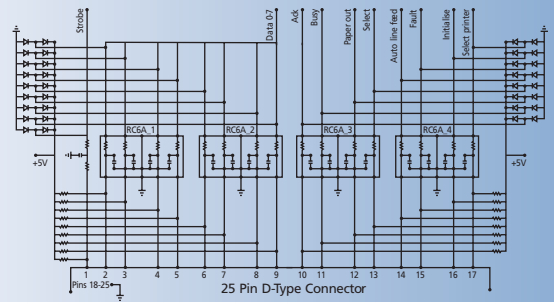 Strobe
Data 0-7
Ack
Busy
Paper out
Select
Auto line feed
Fault
Initialise
Select printer
RC6A_1
RC6A_2
RC6A_3
RC6A_4
+5V
+5V
1 2 3 4 5 6 7 8 9 10 11 12 13 14 15 16 17
Pins 18-25
25 Pin D-Type Connector